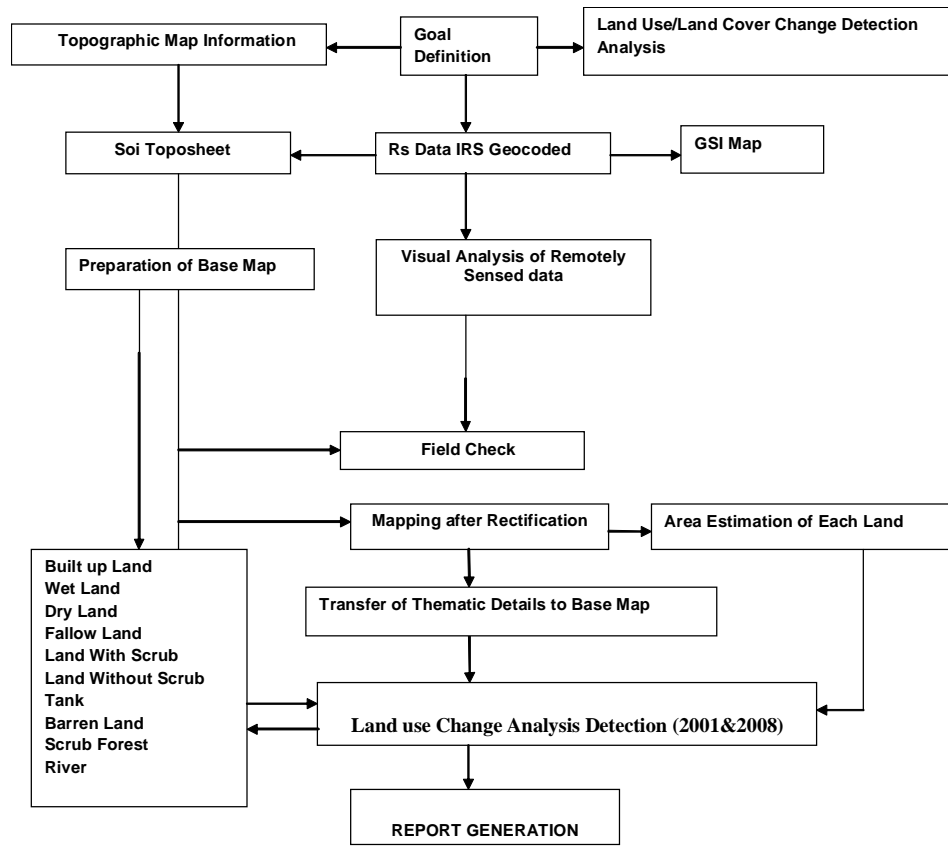 Topographic Map Information
Goal
Definition
Land Use/Land Cover Change Detection
Analysis
Soi Toposheet
Rs Data IRS Geocoded
GSI Map
Preparation of Base Map
Visual Analysis of Remotely
Sensed data
Field Check
Mapping after Rectification
Area Estimation of Each Land
Built up Land
Wet Land
Dry Land
Fallow Land
Land With Scrub
Land Without Scrub
Tank
Barren Land
Scrub Forest
River
Transfer of Thematic Details to Base Map
Land use Change Analysis Detection (2001&2008)
REPORT GENERATION